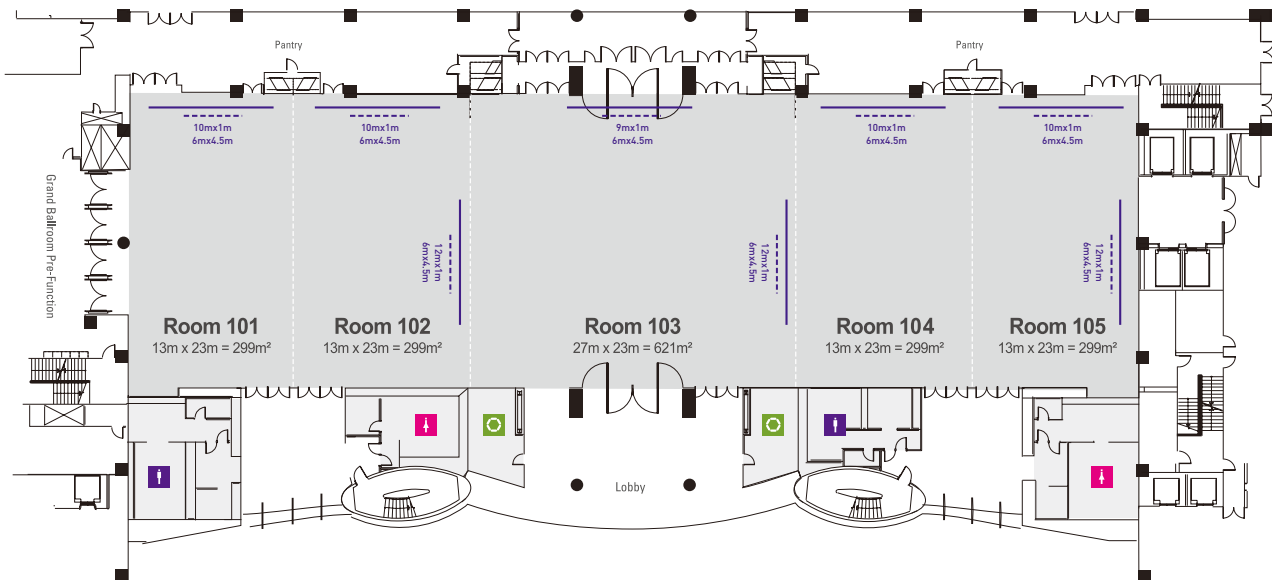 Pantry
Pantry
10mx1m
6mx4.5m
10mx1m
6mx4.5m
9mx1m
6mx4.5m
10mx1m
6mx4.5m
10mx1m
6mx4.5m
Grand Ballroom Pre-Function
12mx1m
6mx4.5m
12mx1m
6mx4.5m
12mx1m
6mx4.5m
Room 101
13m x 23m = 299m²
Room 102
13m x 23m = 299m²
Room 103
27m x 23m = 621m²
Room 104
13m x 23m = 299m²
Room 105
13m x 23m = 299m²
Lobby